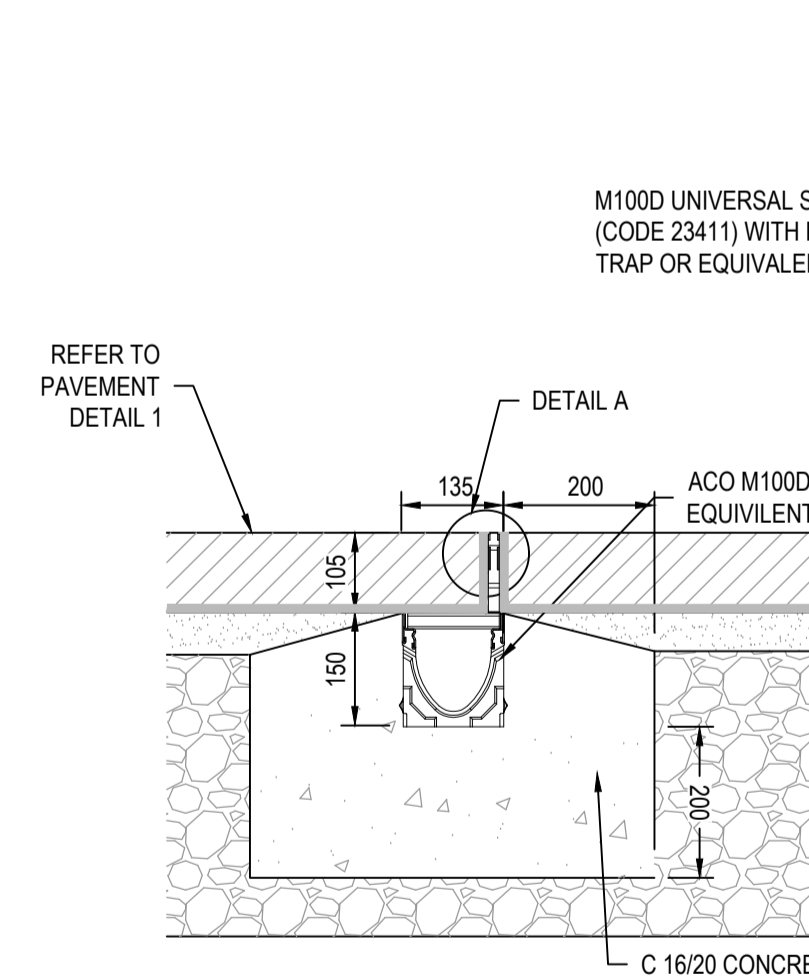 M100D UNIVERSAL S
(CODE 23411) WITH
TRAP OR EQUIVALE
REFER TO
PAVEMENT
DETAIL 1
DETAIL A
135
200
ACO M100D
EQUIVILENT
105
150
200
C 16/20 CONCRE